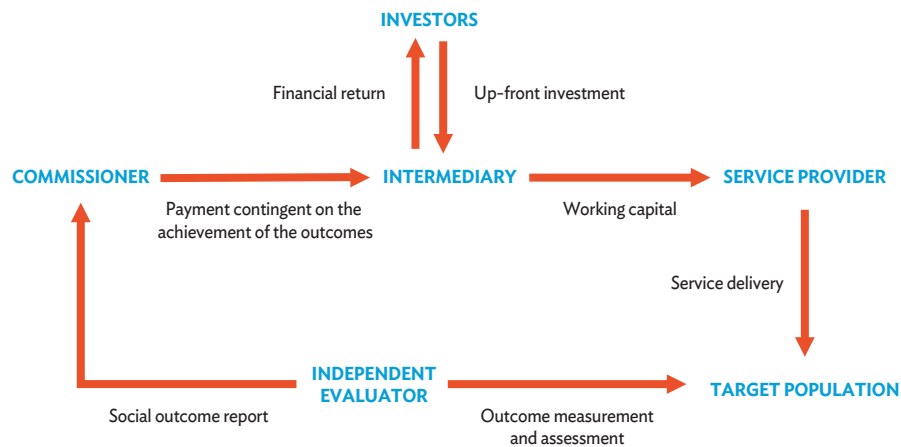 INVESTORS
Financial return
Up-front investment
COMMISSIONER
INTERMEDIARY
SERVICE PROVIDER
Payment contingent on the
achievement of the outcomes
Working capital
Service delivery
INDEPENDENT
EVALUATOR
TARGET POPULATION
Social outcome report
Outcome measurement
and assessment